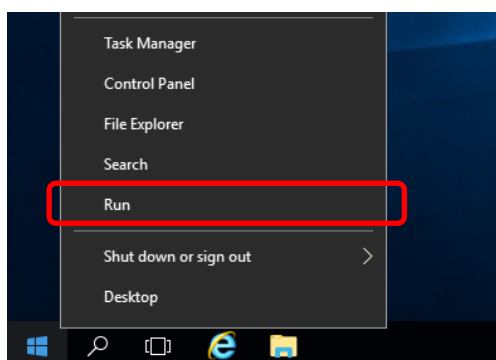 Task Manager
Control Panel
File Explorer
Search
Run
Shut down or sign out
Desktop